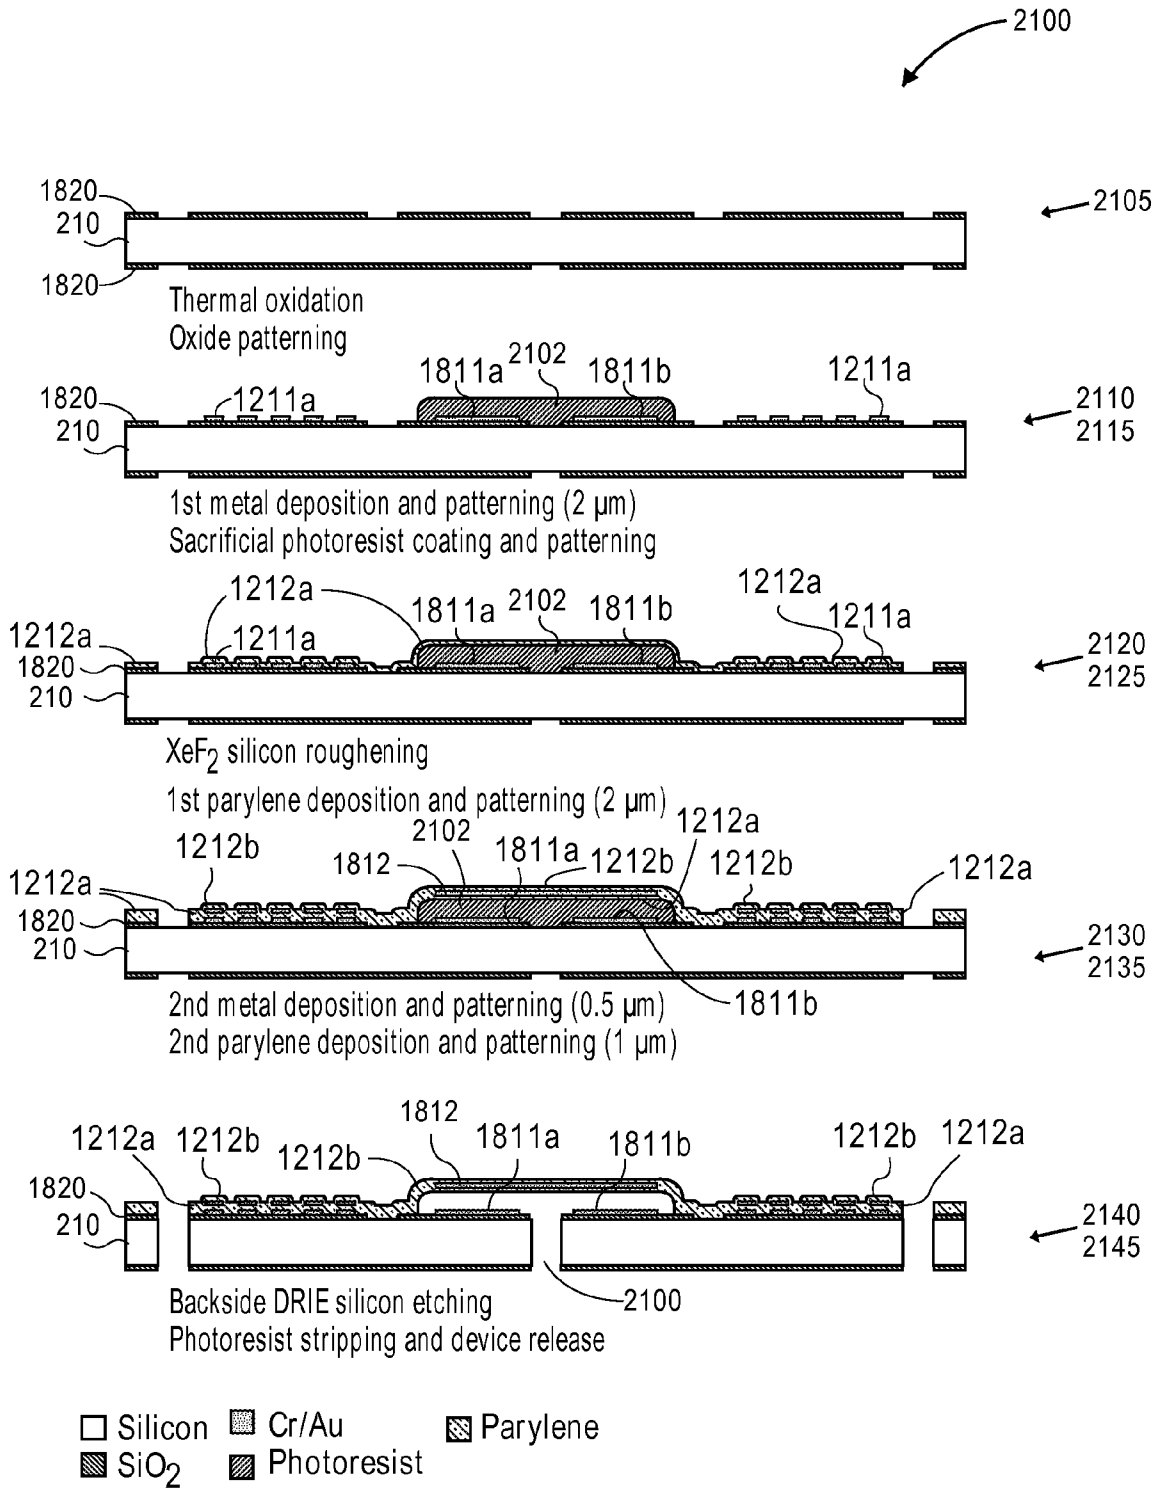 2100
1820
210
1820
2105
Thermal oxidation
Oxide patterning
1820
210
1211a
1811a
2102
1811b
1211a
2110
2115
1st metal deposition and patterning (2 µm)
Sacrificial photoresist coating and patterning
1212a
1820
210
1212a
1211a
1811a
2102
1811b
1212a
1211a
2120
2125
XeF2 silicon roughening
1st parylene deposition and patterning (2 µm)
1212a
1820
210
1212b
1812
2102
1811a
1212b
1212a
1212b
1212a
2130
2135
1811b
2nd metal deposition and patterning (0.5 µm)
2nd parylene deposition and patterning (1 µm)
1820
210
1212a
1212b
1212b
1812
1811a
1811b
1212b
1212a
2140
2145
2100
Backside DRIE silicon etching
Photoresist stripping and device release
Silicon
Cr/Au
Parylene
SiO2
Photoresist